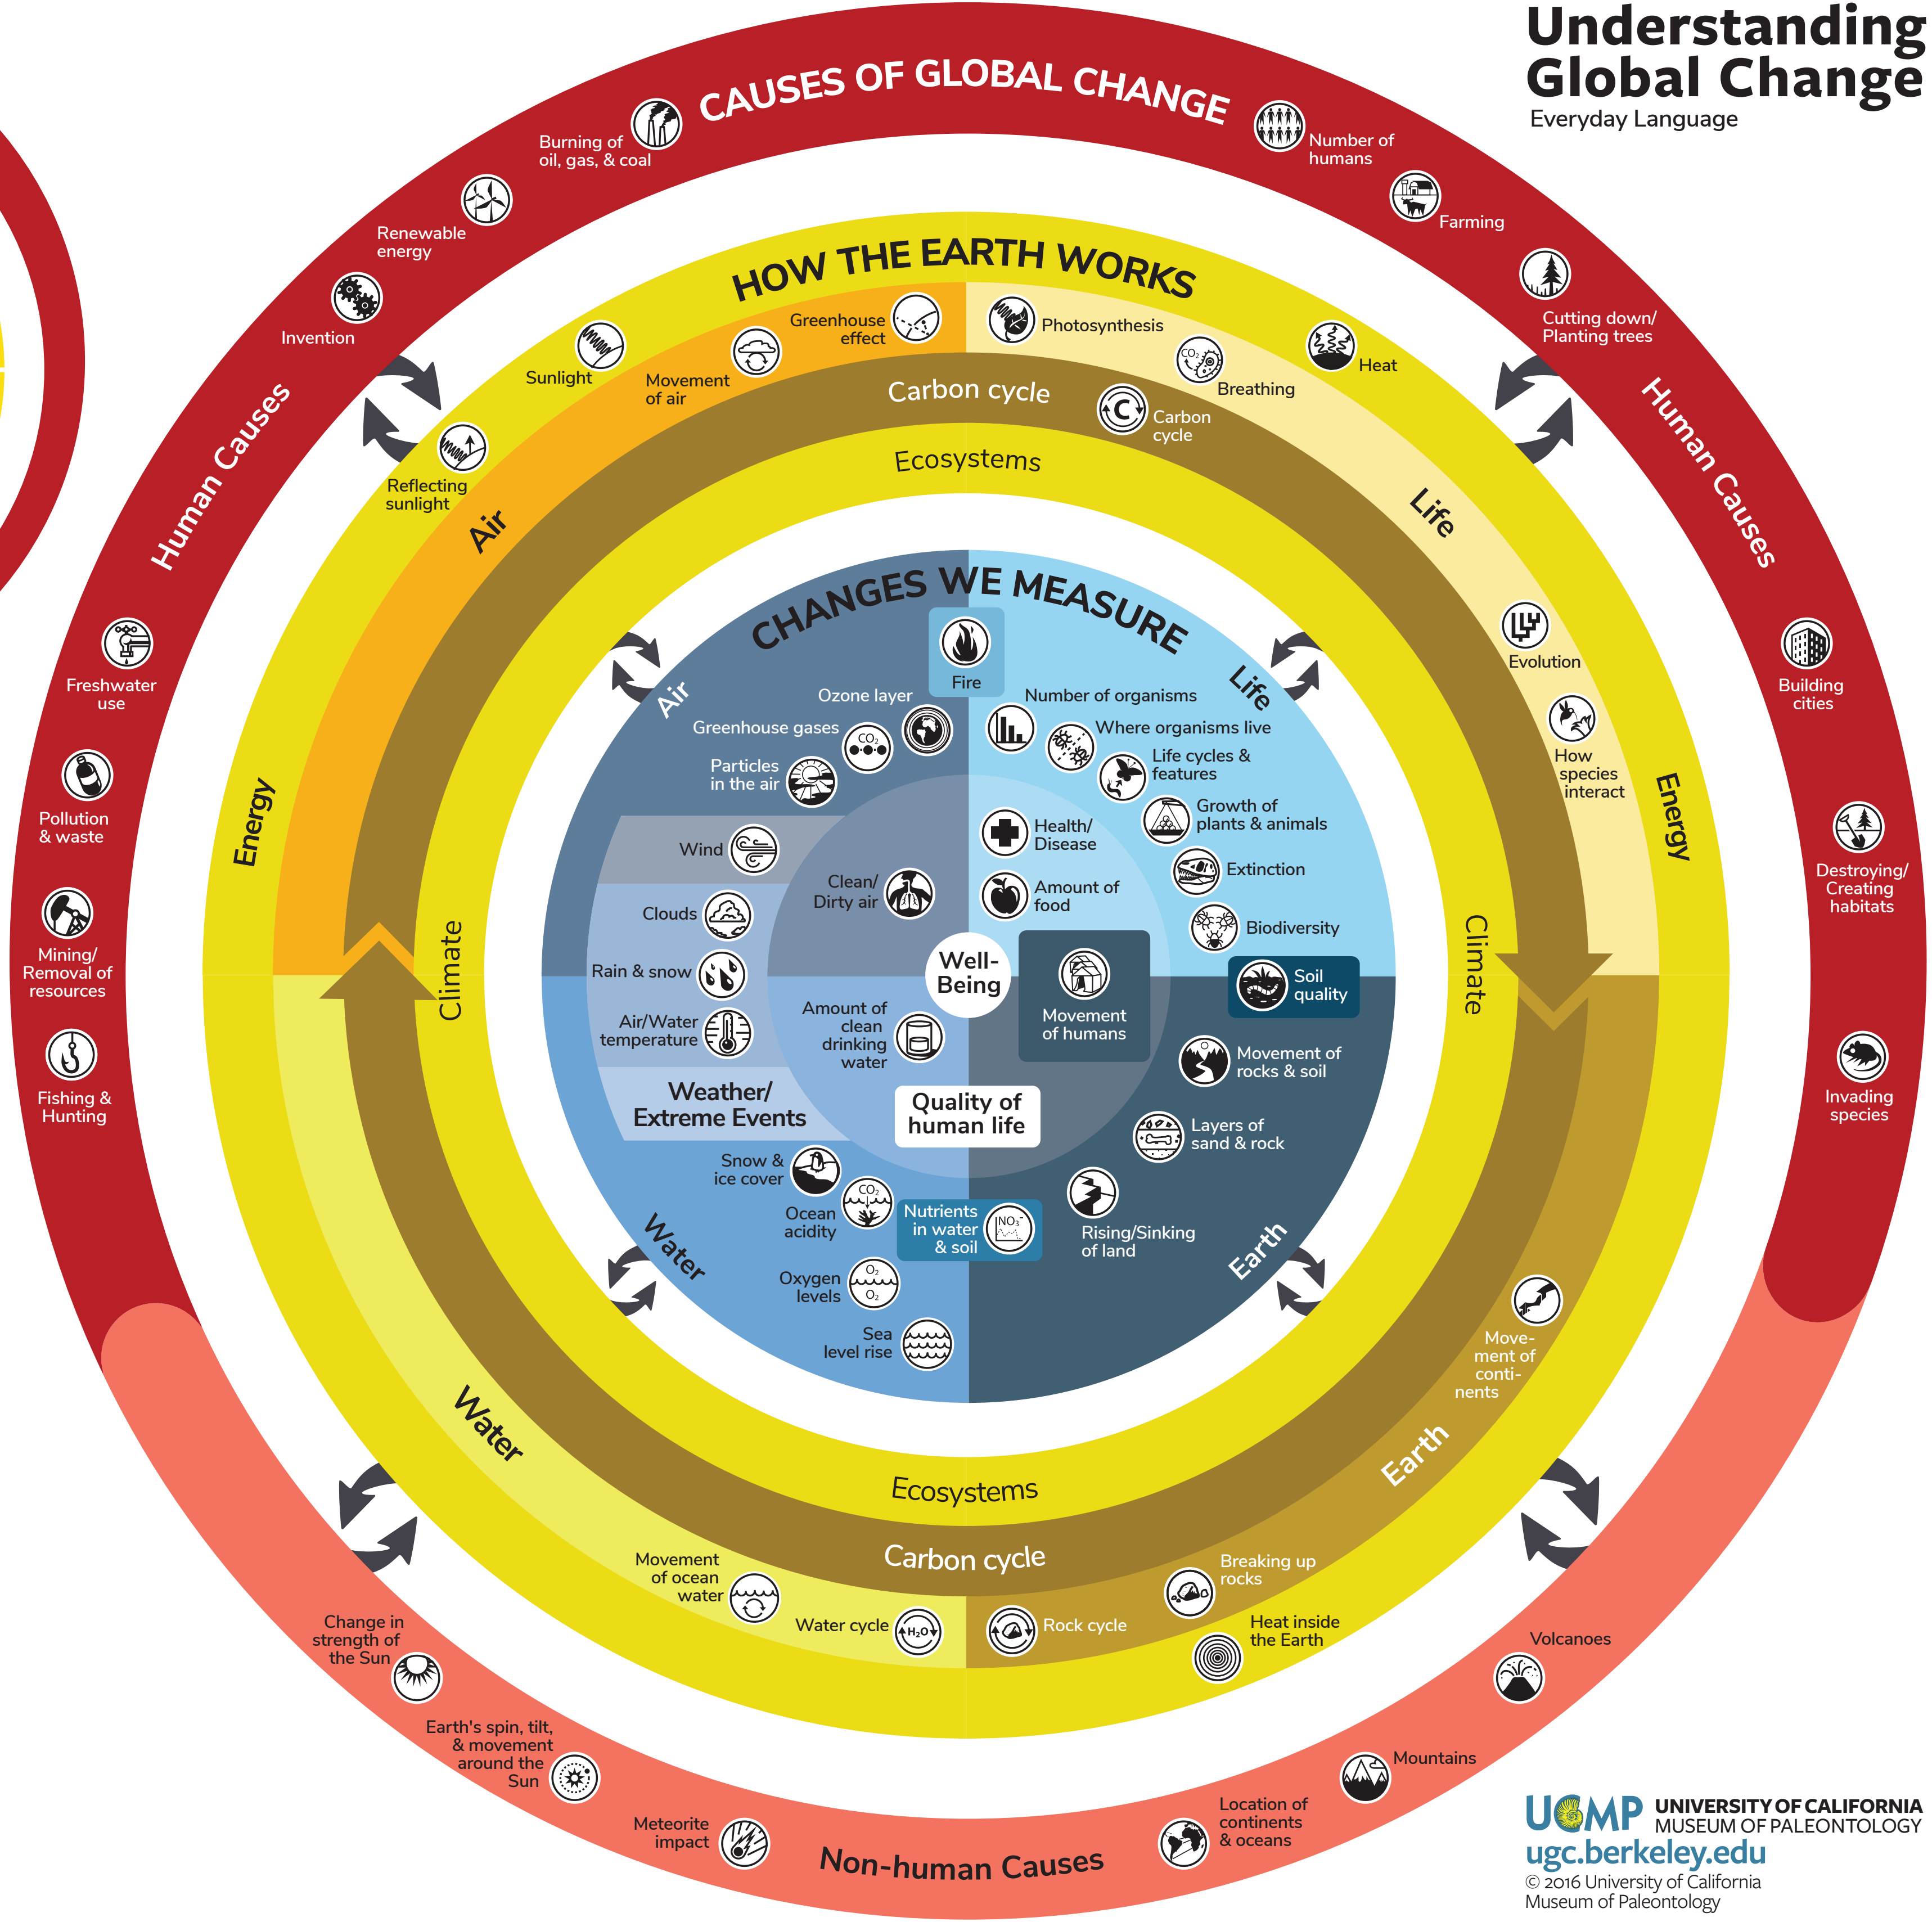 Understanding
Global Change
Everyday Language
CAUSES OF GLOBAL CHANGE
Burning of
oil, gas, & coal
Renewable
energy
Invention
Human Causes
Freshwater
use
Pollution
& waste
Mining/
Removal of
resources
Fishing &
Hunting
Number of
humans
Farming
Cutting down/
Planting trees
Human Causes
Building
cities
Destroying/
Creating
habitats
Invading
species
HOW THE EARTH WORKS
Sunlight
Reflecting
sunlight
Energy
Heat
Energy
Greenhouse
effect
Movement
of air
Air
Photosynthesis
CO2
Breathing
Life
Evolution
How
species
interact
Carbon cycle
C
Carbon
cycle
Ecosystems
Climate
Climate
CHANGES WE MEASURE
Fire
Air
Ozone layer
Greenhouse gases
CO2
Particles
in the air
Wind
Clouds
Rain & snow
Air/Water
temperature
Weather/
Extreme Events
Life
Number of organisms
Where organisms live
Life cycles &
features
Growth of
plants & animals
Extinction
Biodiversity
Soil
quality
Health/
Disease
Amount of
food
Clean/
Dirty air
Well-
Being
Movement
of humans
Amount of
clean
drinking
water
Quality of
human life
Movement of
rocks & soil
Layers of
sand & rock
Rising/Sinking
of land
Earth
Snow &
ice cover
CO2
Ocean
acidity
Nutrients
in water
& soil
NO3-
Oxygen
levels
O2
O2
Sea
level rise
Water
Ecosystems
Carbon cycle
Water
Movement
of ocean
water
Water cycle
H2O
Rock cycle
Breaking up
rocks
Heat inside
the Earth
Earth
Move-
ment of
conti-
nents
Change in
strength of
the Sun
Earth's spin, tilt,
& movement
around the
Sun
Meteorite
impact
Non-human Causes
Location of
continents
& oceans
Mountains
Volcanoes
UCMP UNIVERSITY OF CALIFORNIA
MUSEUM OF PALEONTOLOGY
ugc.berkeley.edu
© 2016 University of California
Museum of Paleontology